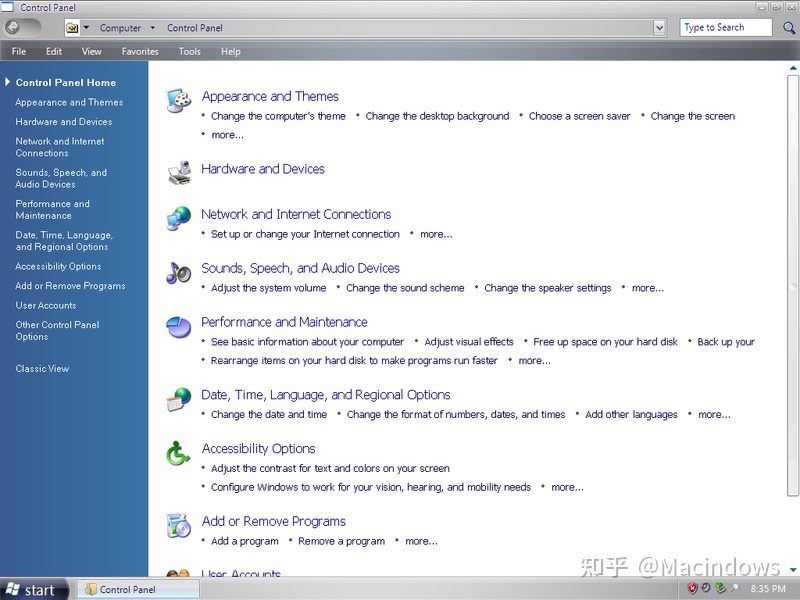 Control Panel
Computer Control Panel
Type to Search
File Edit View Favorites Tools Help
Control Panel Home
Appearance and Themes
Hardware and Devices
Network and Internet
Connections
Sounds, Speech, and
Audio Devices
Performance and
Maintenance
Date, Time, Language,
and Regional Options
Accessibility Options
Add or Remove Programs
User Accounts
Other Control Panel
Options
Classic View
Appearance and Themes
Change the computer's theme Change the desktop background Choose a screen saver Change the screen
more...
Hardware and Devices
Network and Internet Connections
Set up or change your Internet connection more...
Sounds, Speech, and Audio Devices
Adjust the system volume Change the sound scheme Change the speaker settings more...
Performance and Maintenance
See basic information about your computer Adjust visual effects Free up space on your hard disk Back up your
Rearrange items on your hard disk to make programs run faster more...
Date, Time, Language, and Regional Options
Change the date and time Change the format of numbers, dates, and times Add other languages more...
Accessibility Options
Adjust the contrast for text and colors on your screen
Configure Windows to work for your vision, hearing, and mobility needs more...
Add or Remove Programs
Add a program Remove a program more...
User Accounts
知乎 @Macindows
start Control Panel 8:35 PM